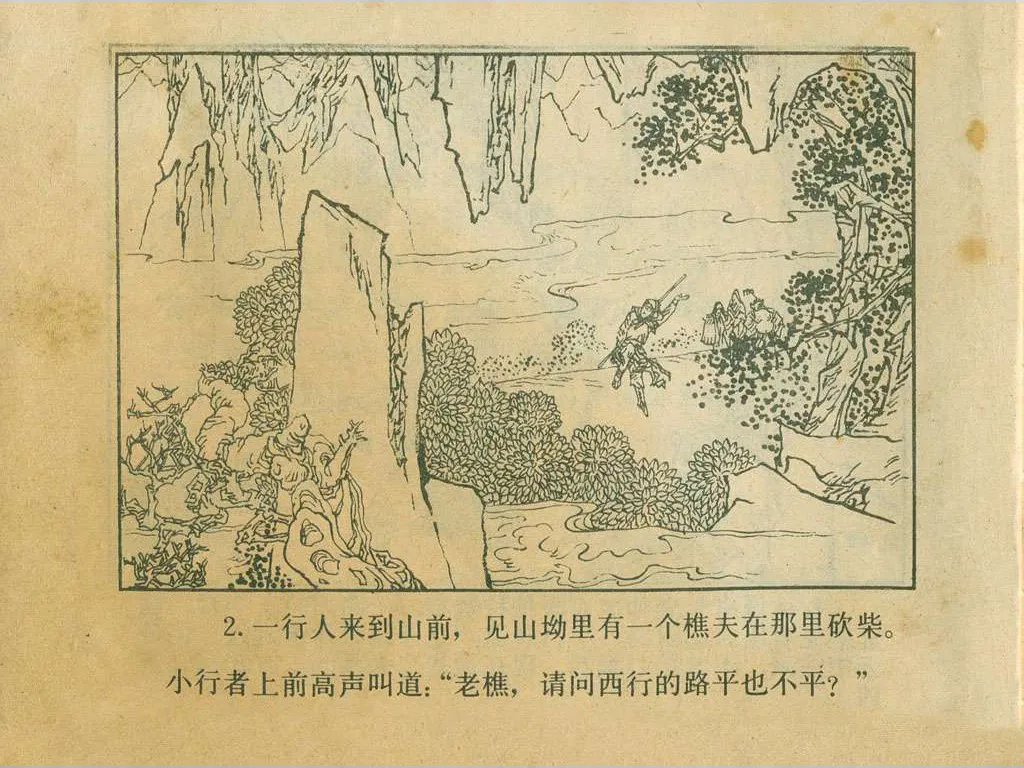 2. 一行人来到山前，见山坳里有一个樵夫在那里砍柴。
小行者上前高声叫道：“老樵，请问西行的路平也不平？”